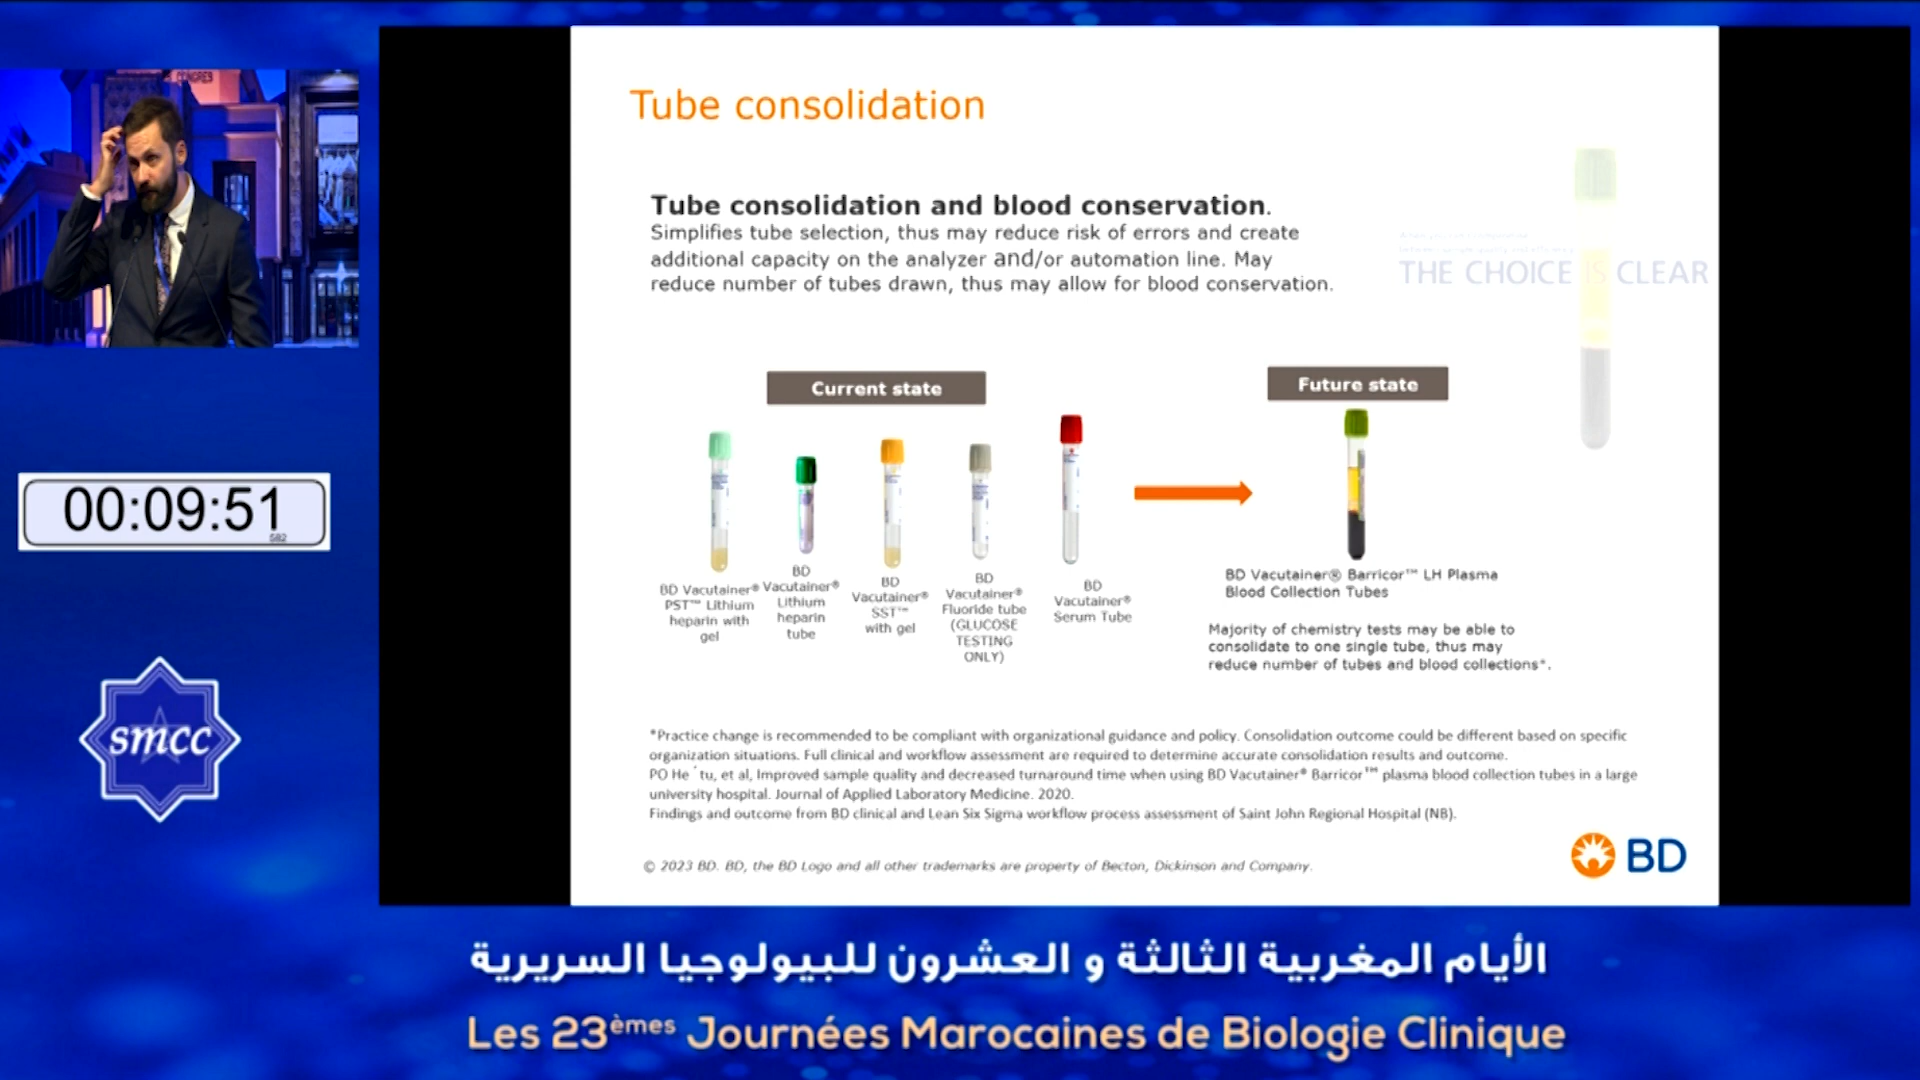 CONGRES
Tube consolidation
Tube consolidation and blood conservation.
Simplifies tube selection, thus may reduce risk of errors and create
additional capacity on the analyzer and/or automation line. May
reduce number of tubes drawn, thus may allow for blood conservation.
THE CHOICE IS CLEAR
Current state
Future state
BD Vacutainer®
PST™ Lithium
heparin with
gel
BD
Vacutainer®
Lithium
heparin
tube
BD
Vacutainer®
SST™
with gel
BD
Vacutainer®
Fluoride tube
(GLUCOSE
TESTING
ONLY)
BD
Vacutainer®
Serum Tube
BD Vacutainer® Barricor™ LH Plasma
Blood Collection Tubes
Majority of chemistry tests may be able to
consolidate to one single tube, thus may
reduce number of tubes and blood collections*.
*Practice change is recommended to be compliant with organizational guidance and policy. Consolidation outcome could be different based on specific
organization situations. Full clinical and workflow assessment are required to determine accurate consolidation results and outcome.
PO He´tu, et al, Improved sample quality and decreased turnaround time when using BD Vacutainer® Barricor™ plasma blood collection tubes in a large
university hospital. Journal of Applied Laboratory Medicine. 2020.
Findings and outcome from BD clinical and Lean Six Sigma workflow process assessment of Saint John Regional Hospital (NB).
© 2023 BD. BD, the BD Logo and all other trademarks are property of Becton, Dickinson and Company.
BD
00:09:51
582
smcc
الأيام المغربية الثالثة و العشرون للبيولوجيا السريرية
Les 23èmes Journées Marocaines de Biologie Clinique